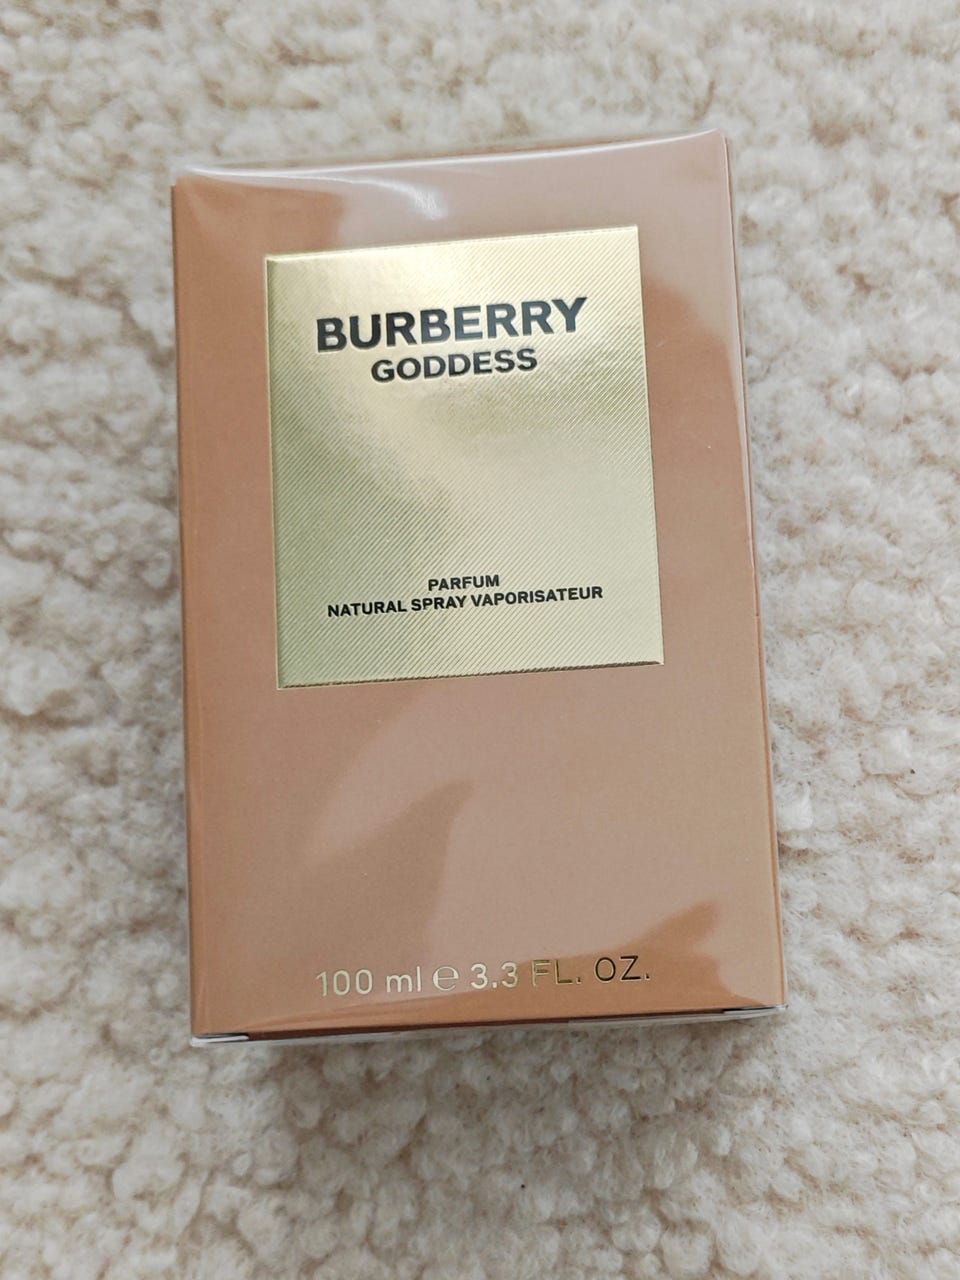 BURBERRY
GODDESS
PARFUM
NATURAL SPRAY VAPORISATEUR
100 ml ℮ 3.3 FL. OZ.